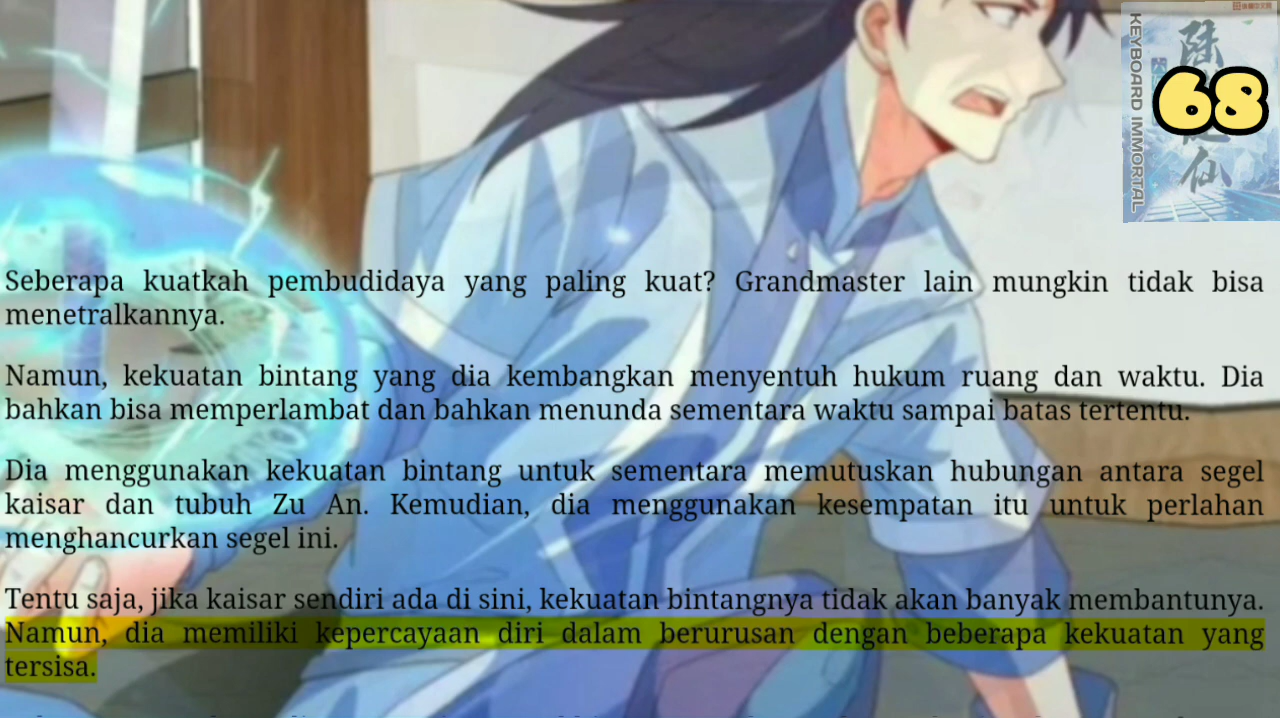 KEYBOARD IMMORTAL
陆
仙
68
Seberapa kuatkah pembudidaya yang paling kuat? Grandmaster lain mungkin tidak bisa
menetralkannya.
Namun, kekuatan bintang yang dia kembangkan menyentuh hukum ruang dan waktu. Dia
bahkan bisa memperlambat dan bahkan menunda sementara waktu sampai batas tertentu.
Dia menggunakan kekuatan bintang untuk sementara memutuskan hubungan antara segel
kaisar dan tubuh Zu An. Kemudian, dia menggunakan kesempatan itu untuk perlahan
menghancurkan segel ini.
Tentu saja, jika kaisar sendiri ada di sini, kekuatan bintangnya tidak akan banyak membantunya.
Namun, dia memiliki kepercayaan diri dalam berurusan dengan beberapa kekuatan yang
tersisa.